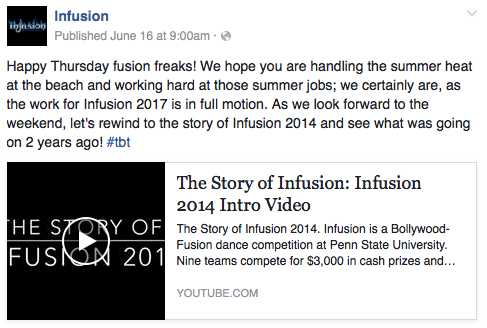 infusion
Infusion
Published June 16 at 9:00am ·
Happy Thursday fusion freaks! We hope you are handling the summer heat
at the beach and working hard at those summer jobs; we certainly are, as
the work for Infusion 2017 is in full motion. As we look forward to the
weekend, let's rewind to the story of Infusion 2014 and see what was going
on 2 years ago! #tbt
THE STORY OF
FUSION 201
The Story of Infusion: Infusion
2014 Intro Video
The Story of Infusion 2014. Infusion is a Bollywood-
Fusion dance competition at Penn State University.
Nine teams compete for $3,000 in cash prizes and...
YOUTUBE.COM